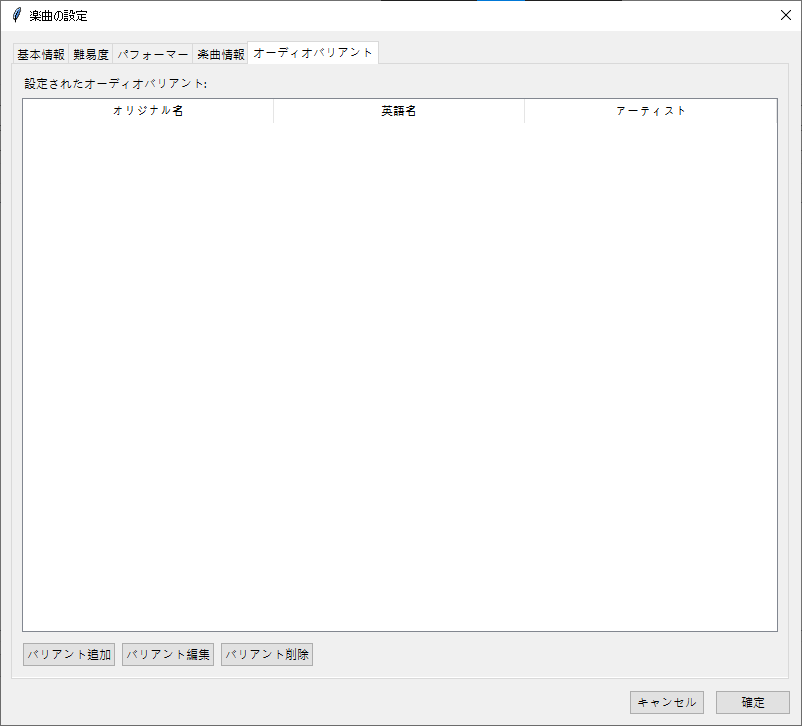 楽曲の設定
基本情報 難易度 パフォーマー 楽曲情報 オーディオバリアント
設定されたオーディオバリアント:
オリジナル名 英語名 アーティスト
バリアント追加 バリアント編集 バリアント削除
キャンセル 確定